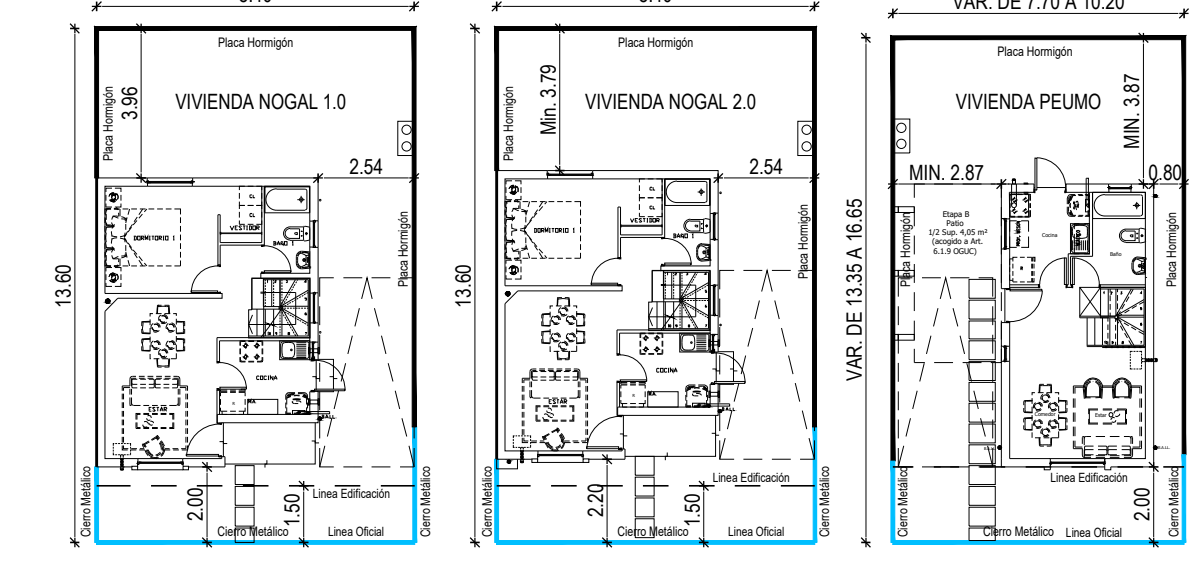 VAR. DE 7.70 A 10.20
Placa Hormigón
Placa Hormigón
3.96
VIVIENDA NOGAL 1.0
2.54
DORMITORIO 1
VESTIDOR
BAÑO 1
Placa Hormigón
13.60
COCINA
ESTAR
Cierro Metálico
2.00
1.50
Linea Edificación
Cierro Metálico
Linea Oficial
Cierro Metálico
Placa Hormigón
Placa Hormigón
Min. 3.79
VIVIENDA NOGAL 2.0
2.54
DORMITORIO 1
VESTIDOR
BAÑO 1
Placa Hormigón
13.60
COCINA
ESTAR
2.20
1.50
Linea Edificación
Cierro Metálico
Linea Oficial
Cierro Metálico
Placa Hormigón
VIVIENDA PEUMO
MIN. 3.87
MIN. 2.87
0.80
VAR. DE 13.35 A 16.65
Placa Hormigón
Etapa B
Patio
1/2 Sup. 4,05 m²
(acogido a Art.
6.1.9 OGUC)
Cocina
Baño
Placa Hormigón
Comedor
Estar
Cierro Metálico
Linea Edificación
2.00
Cierro Metálico
Linea Oficial
Cierro Metálico